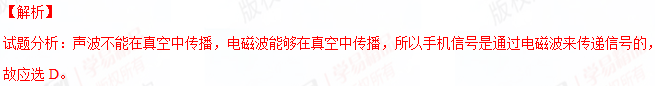 【解析】
试题分析：声波不能在真空中传播，电磁波能够在真空中传播，所以手机信号是通过电磁波来传递信号的，
故应选 D。